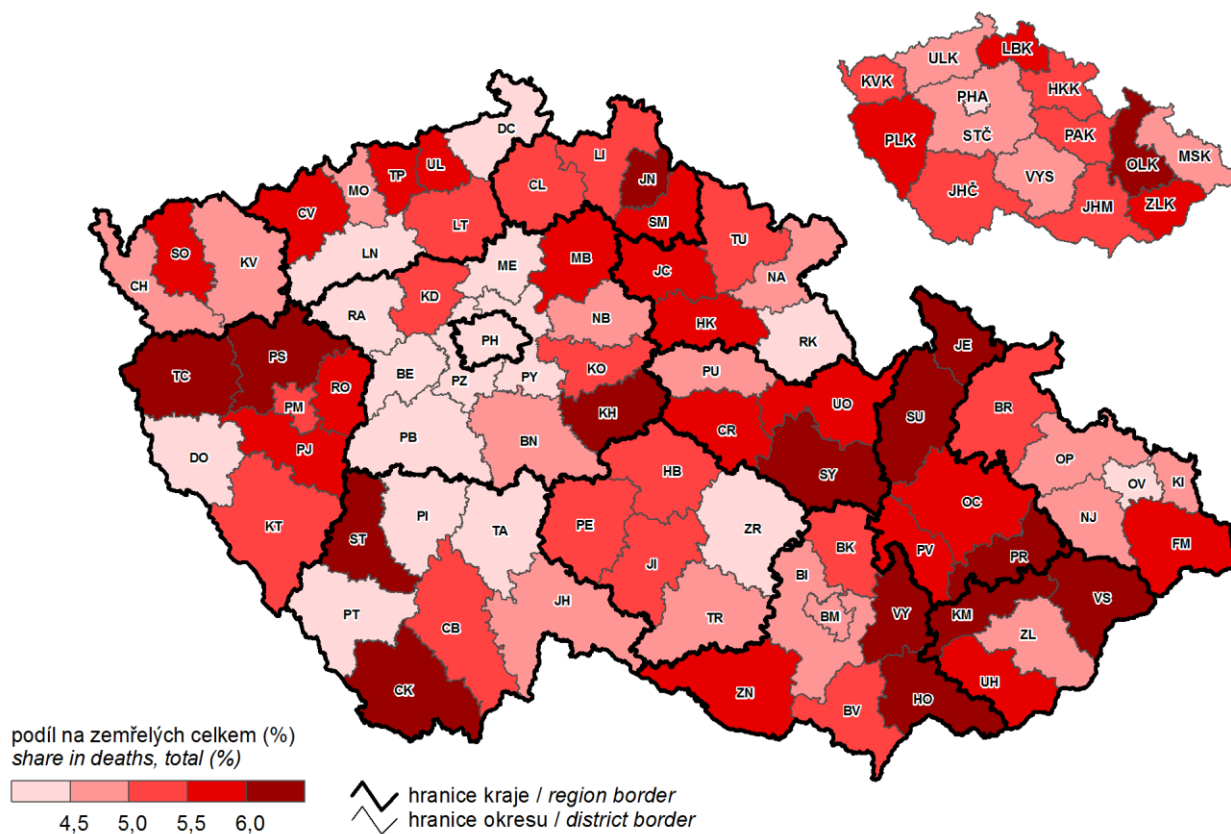 LBK
ULK
KVK
HKK
PHA
STČ
PLK
PAK
MSK
OLK
VYS
JHČ
JHM
ZLK
DC
LI
UL
TP
JN
MO
CL
CV
LT
SM
TU
SO
KV
LN
ME
MB
JC
NA
CH
KD
RA
NB
HK
PH
RK
JE
PS
TC
BE
PZ
PY
KO
PU
RO
PM
KH
UO
SU
BR
PB
BN
CR
PJ
DO
OP
OV
KI
HB
SY
OC
NJ
KT
ST
PI
TA
PE
ZR
BK
PV
FM
PR
JI
BI
VS
PT
CB
JH
TR
BM
VY
KM
ZL
CK
ZN
BV
HO
UH
podíl na zemřelých celkem (%)
share in deaths, total (%)
4,5 5,0 5,5 6,0
hranice kraje / region border
hranice okresu / district border